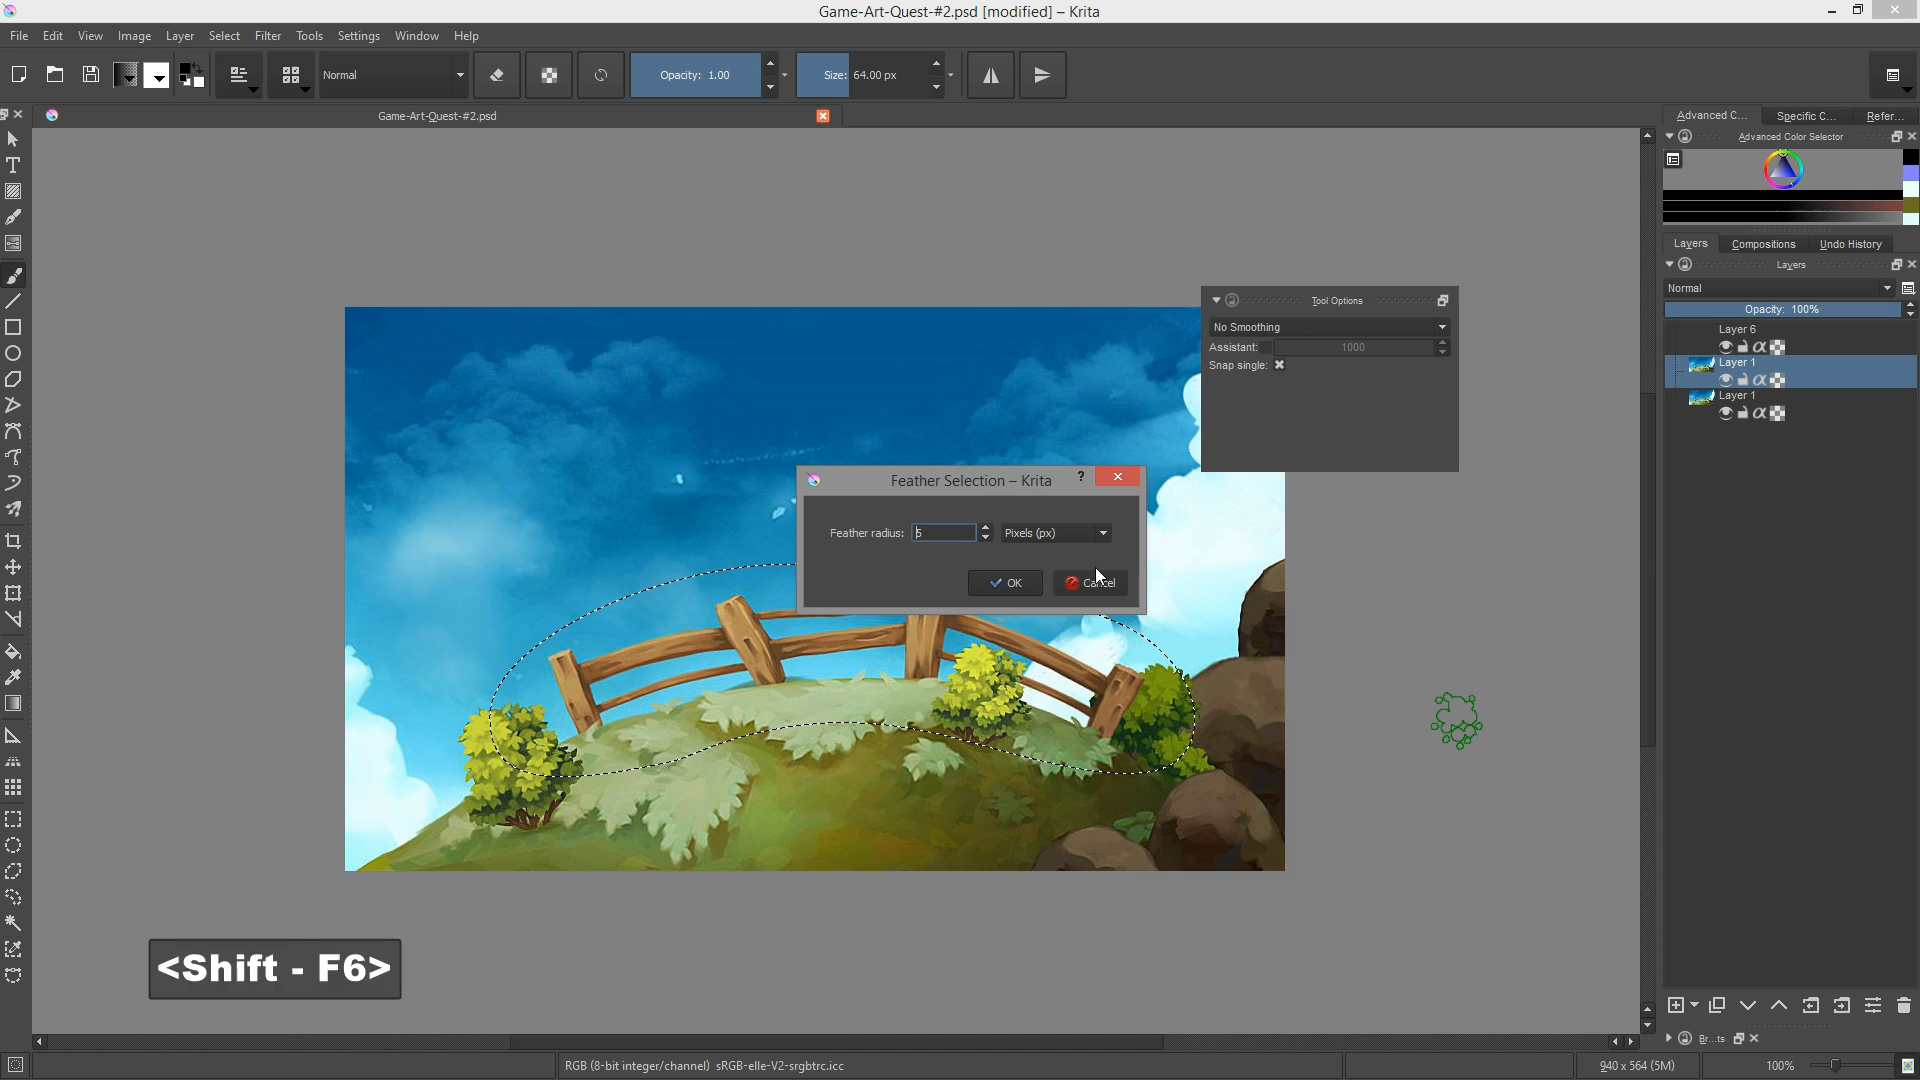 Game-Art-Quest-#2.psd [modified] – Krita
File Edit View Image Layer Select Filter Tools Settings Window Help
Normal
Opacity: 1.00
Size: 64.00 px
Game-Art-Quest-#2.psd
Advanced C... Specific C... Refer...
Advanced Color Selector
Layers Compositions Undo History
Layers
Normal
Opacity: 100%
Layer 6
Layer 1
Layer 1
Tool Options
No Smoothing
Assistant: 1000
Snap single:
Feather Selection – Krita
Feather radius: 5 Pixels (px)
OK Cancel
<Shift - F6>
Br...ts
RGB (8-bit integer/channel) sRGB-elle-V2-srgbtrc.icc
940 x 564 (5M)
100%